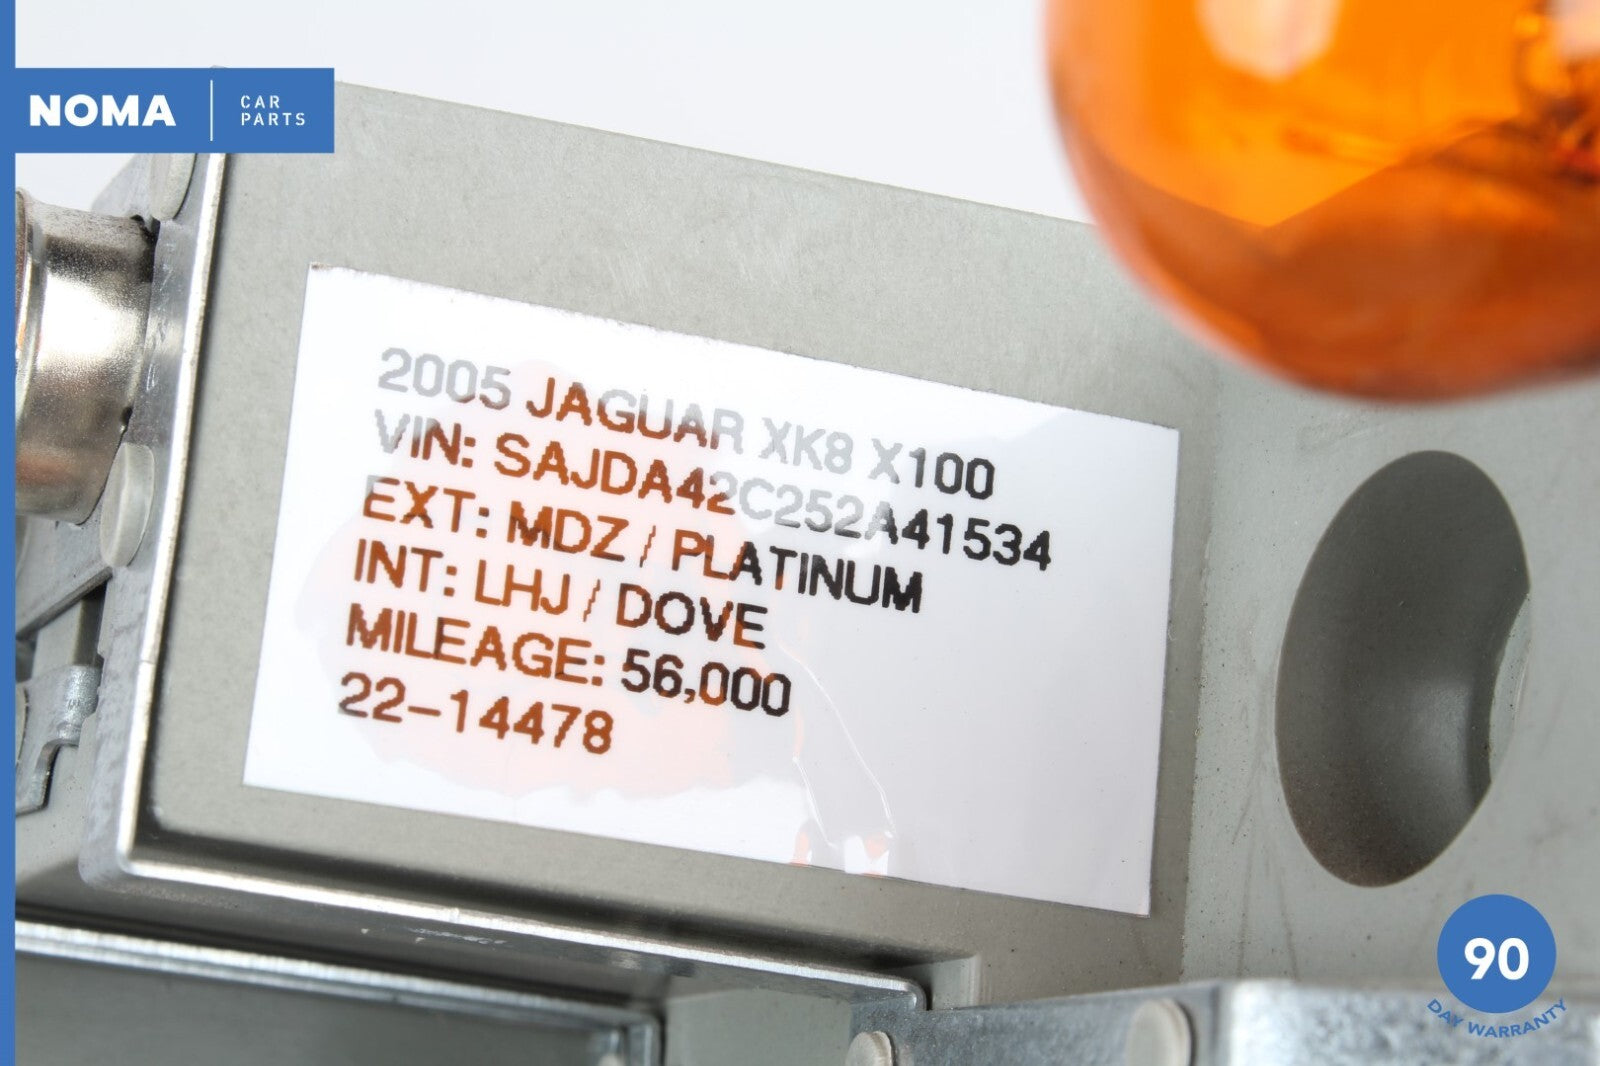 NOMA
CAR
PARTS
2005 JAGUAR XK8 X100
VIN: SAJDA42C252A41534
EXT: MDZ / PLATINUM
INT: LHJ / DOVE
MILEAGE: 56,000
22-14478
90
DAY WARRANTY